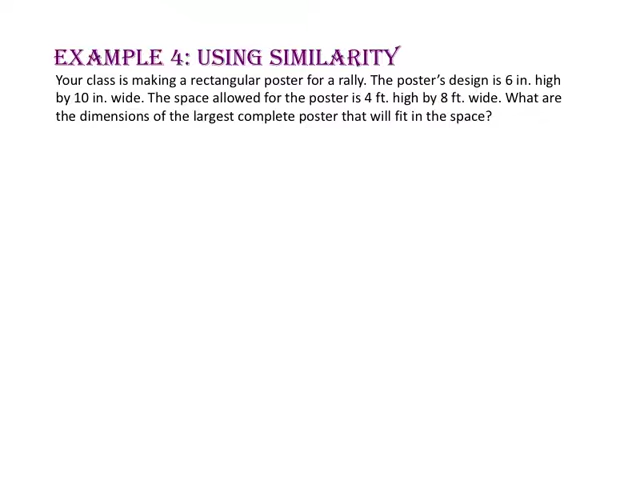 EXAMPLE 4: USING SIMILARITY
Your class is making a rectangular poster for a rally. The poster’s design is 6 in. high
by 10 in. wide. The space allowed for the poster is 4 ft. high by 8 ft. wide. What are
the dimensions of the largest complete poster that will fit in the space?